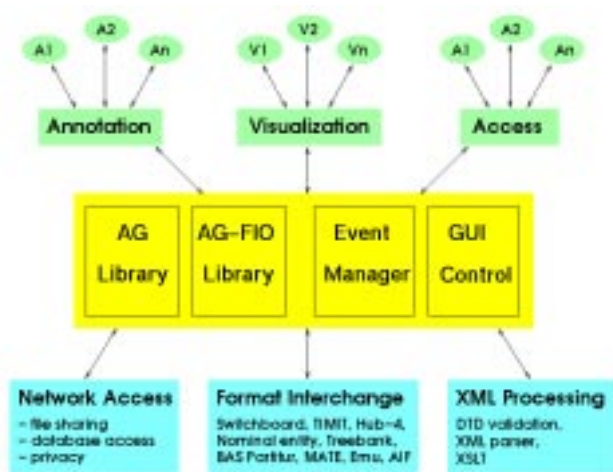 A1 A2 An V1 V2 Vn A1 A2 An
Annotation Visualization Access
AG AG-FIO Event GUI
Library Library Manager Control
Network Access
- file sharing
- database access
- privacy
Format Interchange
Switchboard, TIMIT, Hub-4,
Nominal entity, Treebank,
BAS Partitur, MATE, Emu, AIF
XML Processing
DTD validation,
XML parser,
XSLT